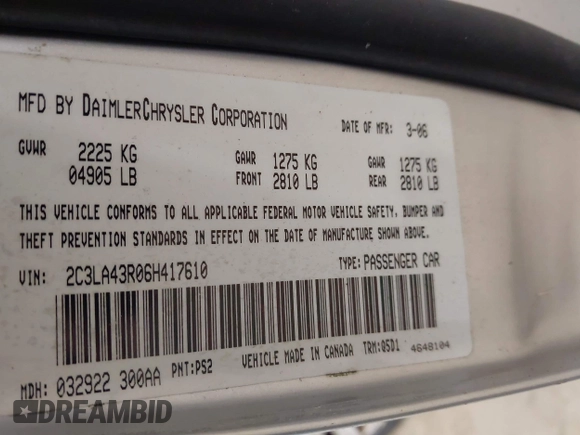 MFD BY DAIMLERCHRYSLER CORPORATION DATE OF MFR: 3-06
GVWR 2225 KG GAWR 1275 KG GAWR 1275 KG
04905 LB FRONT 2810 LB REAR 2810 LB
THIS VEHICLE CONFORMS TO ALL APPLICABLE FEDERAL MOTOR VEHICLE SAFETY, BUMPER AND
THEFT PREVENTION STANDARDS IN EFFECT ON THE DATE OF MANUFACTURE SHOWN ABOVE.
VIN: 2C3LA43R06H417610 TYPE: PASSENGER CAR
MDH: 032922 300AA PNT: PS2 VEHICLE MADE IN CANADA TRM: 05D1 4648104
DREAMBID